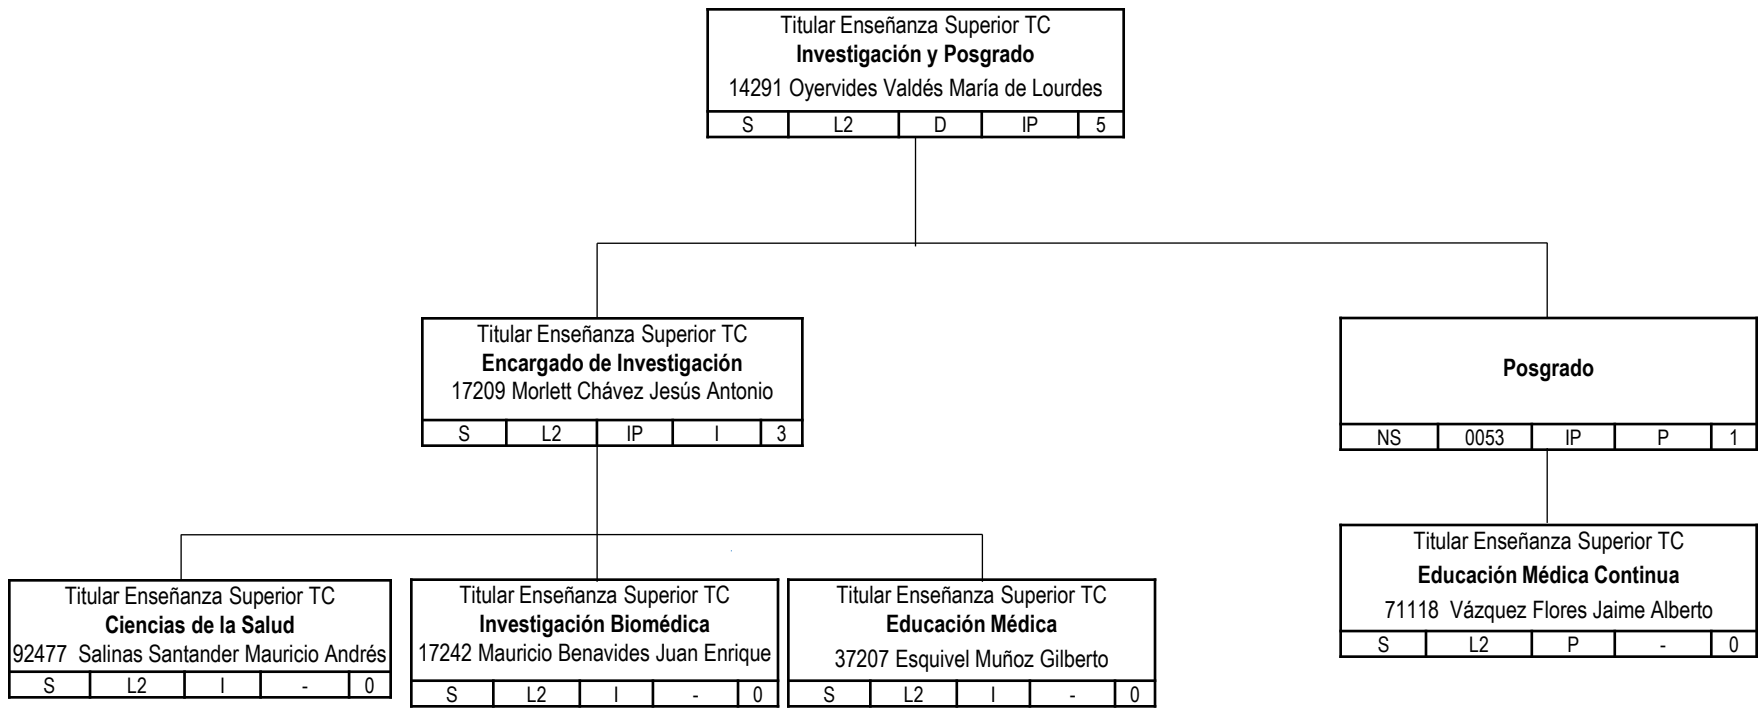 Titular Enseñanza Superior TC
Investigación y Posgrado
14291 Oyervides Valdés María de Lourdes
S L2 D IP 5
Titular Enseñanza Superior TC
Encargado de Investigación
17209 Morlett Chávez Jesús Antonio
S L2 IP I 3
Posgrado
NS 0053 IP P 1
Titular Enseñanza Superior TC
Ciencias de la Salud
92477 Salinas Santander Mauricio Andrés
S L2 I - 0
Titular Enseñanza Superior TC
Investigación Biomédica
17242 Mauricio Benavides Juan Enrique
S L2 I - 0
Titular Enseñanza Superior TC
Educación Médica
37207 Esquivel Muñoz Gilberto
S L2 I - 0
Titular Enseñanza Superior TC
Educación Médica Continua
71118 Vázquez Flores Jaime Alberto
S L2 P - 0